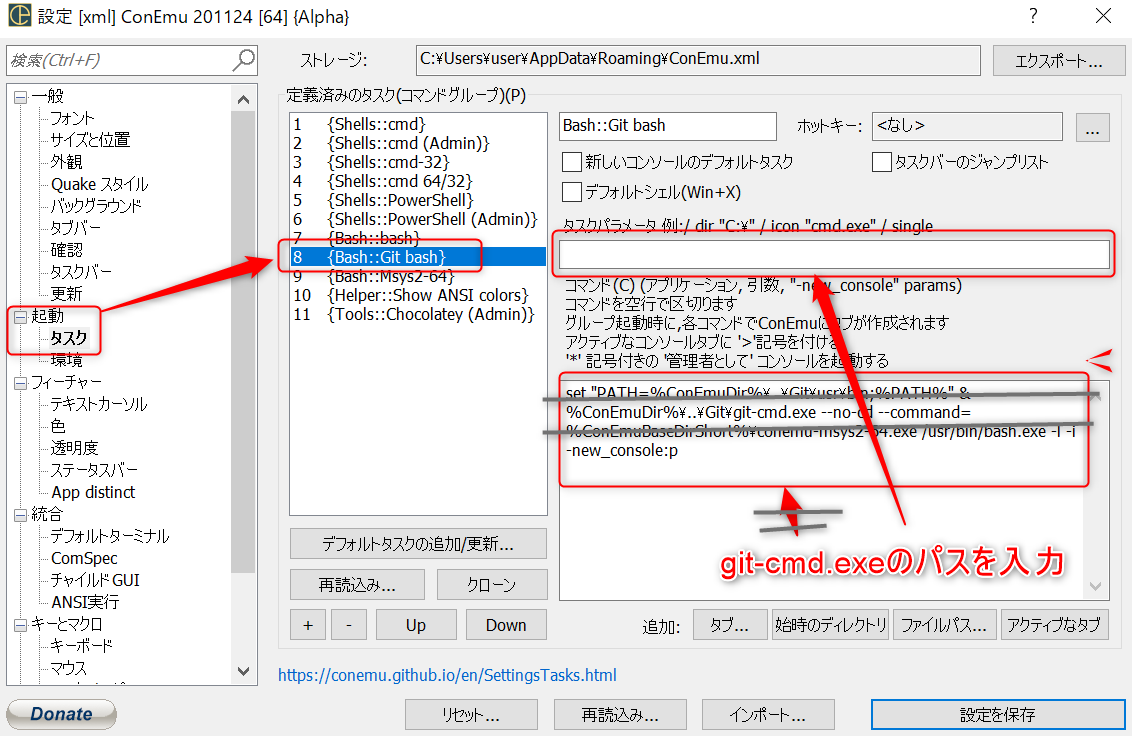 設定 [xml] ConEmu 201124 [64] {Alpha}
検索(Ctrl+F)
一般
フォント
サイズと位置
外観
Quake スタイル
バックグラウンド
タブバー
確認
タスクバー
更新
起動
タスク
環境
フィーチャー
テキストカーソル
色
透明度
ステータスバー
App distinct
統合
デフォルトターミナル
ComSpec
チャイルド GUI
ANSI実行
キーとマクロ
キーボード
マウス
Donate
ストレージ:
C:¥Users¥user¥AppData¥Roaming¥ConEmu.xml
エクスポート...
定義済みのタスク(コマンドグループ)(P)
1 {Shells::cmd}
2 {Shells::cmd (Admin)}
3 {Shells::cmd-32}
4 {Shells::cmd 64/32}
5 {Shells::PowerShell}
6 {Shells::PowerShell (Admin)}
7 {Bash::bash}
8 {Bash::Git bash}
9 {Bash::Msys2-64}
10 {Helper::Show ANSI colors}
11 {Tools::Chocolatey (Admin)}
デフォルトタスクの追加/更新...
再読込み...
クローン
+
-
Up
Down
Bash::Git bash
ホットキー:
<なし>
...
新しいコンソールのデフォルトタスク
タスクバーのジャンプリスト
デフォルトシェル(Win+X)
タスクパラメータ 例:/ dir "C:¥" / icon "cmd.exe" / single
コマンド(C) (アプリケーション, 引数, "-new_console" params)
コマンドを空行で区切ります
グループ起動時に,各コマンドでConEmuにタブが作成されます
アクティブなコンソールタブに '>'記号を付ける
'*' 記号付きの '管理者として' コンソールを起動する
set "PATH=%ConEmuDir%¥..¥Git¥usr¥bin;%PATH%" &
%ConEmuDir%¥..¥Git¥git-cmd.exe --no-cd --command=
%ConEmuBaseDirShort%¥conemu-msys2-64.exe /usr/bin/bash.exe -l -i
-new_console:p
git-cmd.exeのパスを入力
追加:
タブ...
始時のディレクトリ
ファイルパス...
アクティブなタブ
https://conemu.github.io/en/SettingsTasks.html
リセット...
再読込み...
インポート...
設定を保存